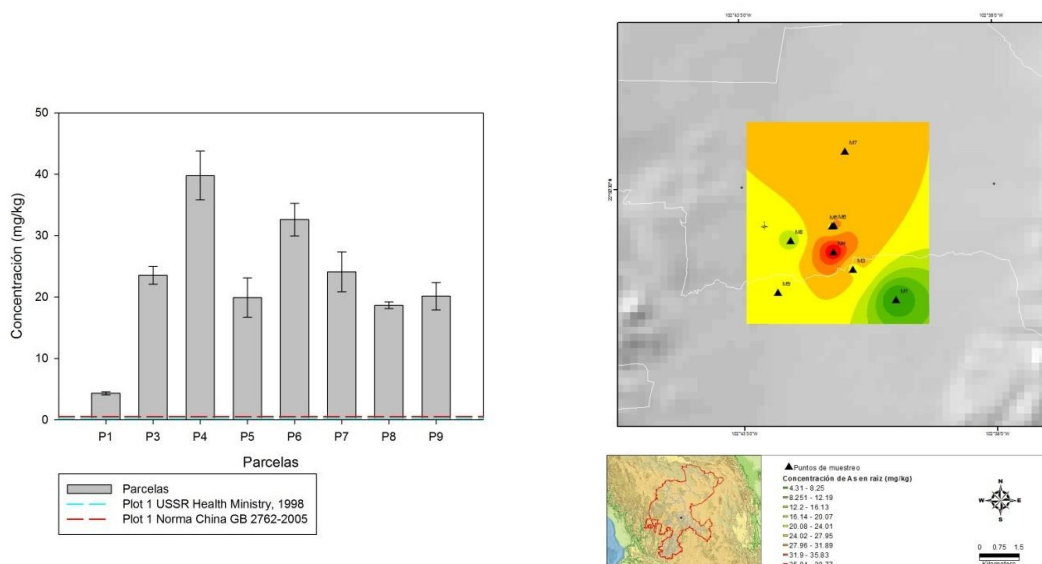 50
40
30
20
10
0
Concentración (mg/kg)
P1 P3 P4 P5 P6 P7 P8 P9
Parcelas
Parcelas
Plot 1 USSR Health Ministry, 1998
Plot 1 Norma China GB 2762-2005
M7
M3
M1
Puntos de muestreo
Concentración de As en raíz (mg/kg)
4.31 - 8.25
8.251 - 12.19
12.2 - 16.13
16.14 - 20.07
20.08 - 24.01
24.02 - 27.95
27.96 - 31.89
31.9 - 35.83
N
W E
S
0 0.75 1.5
Kilometers